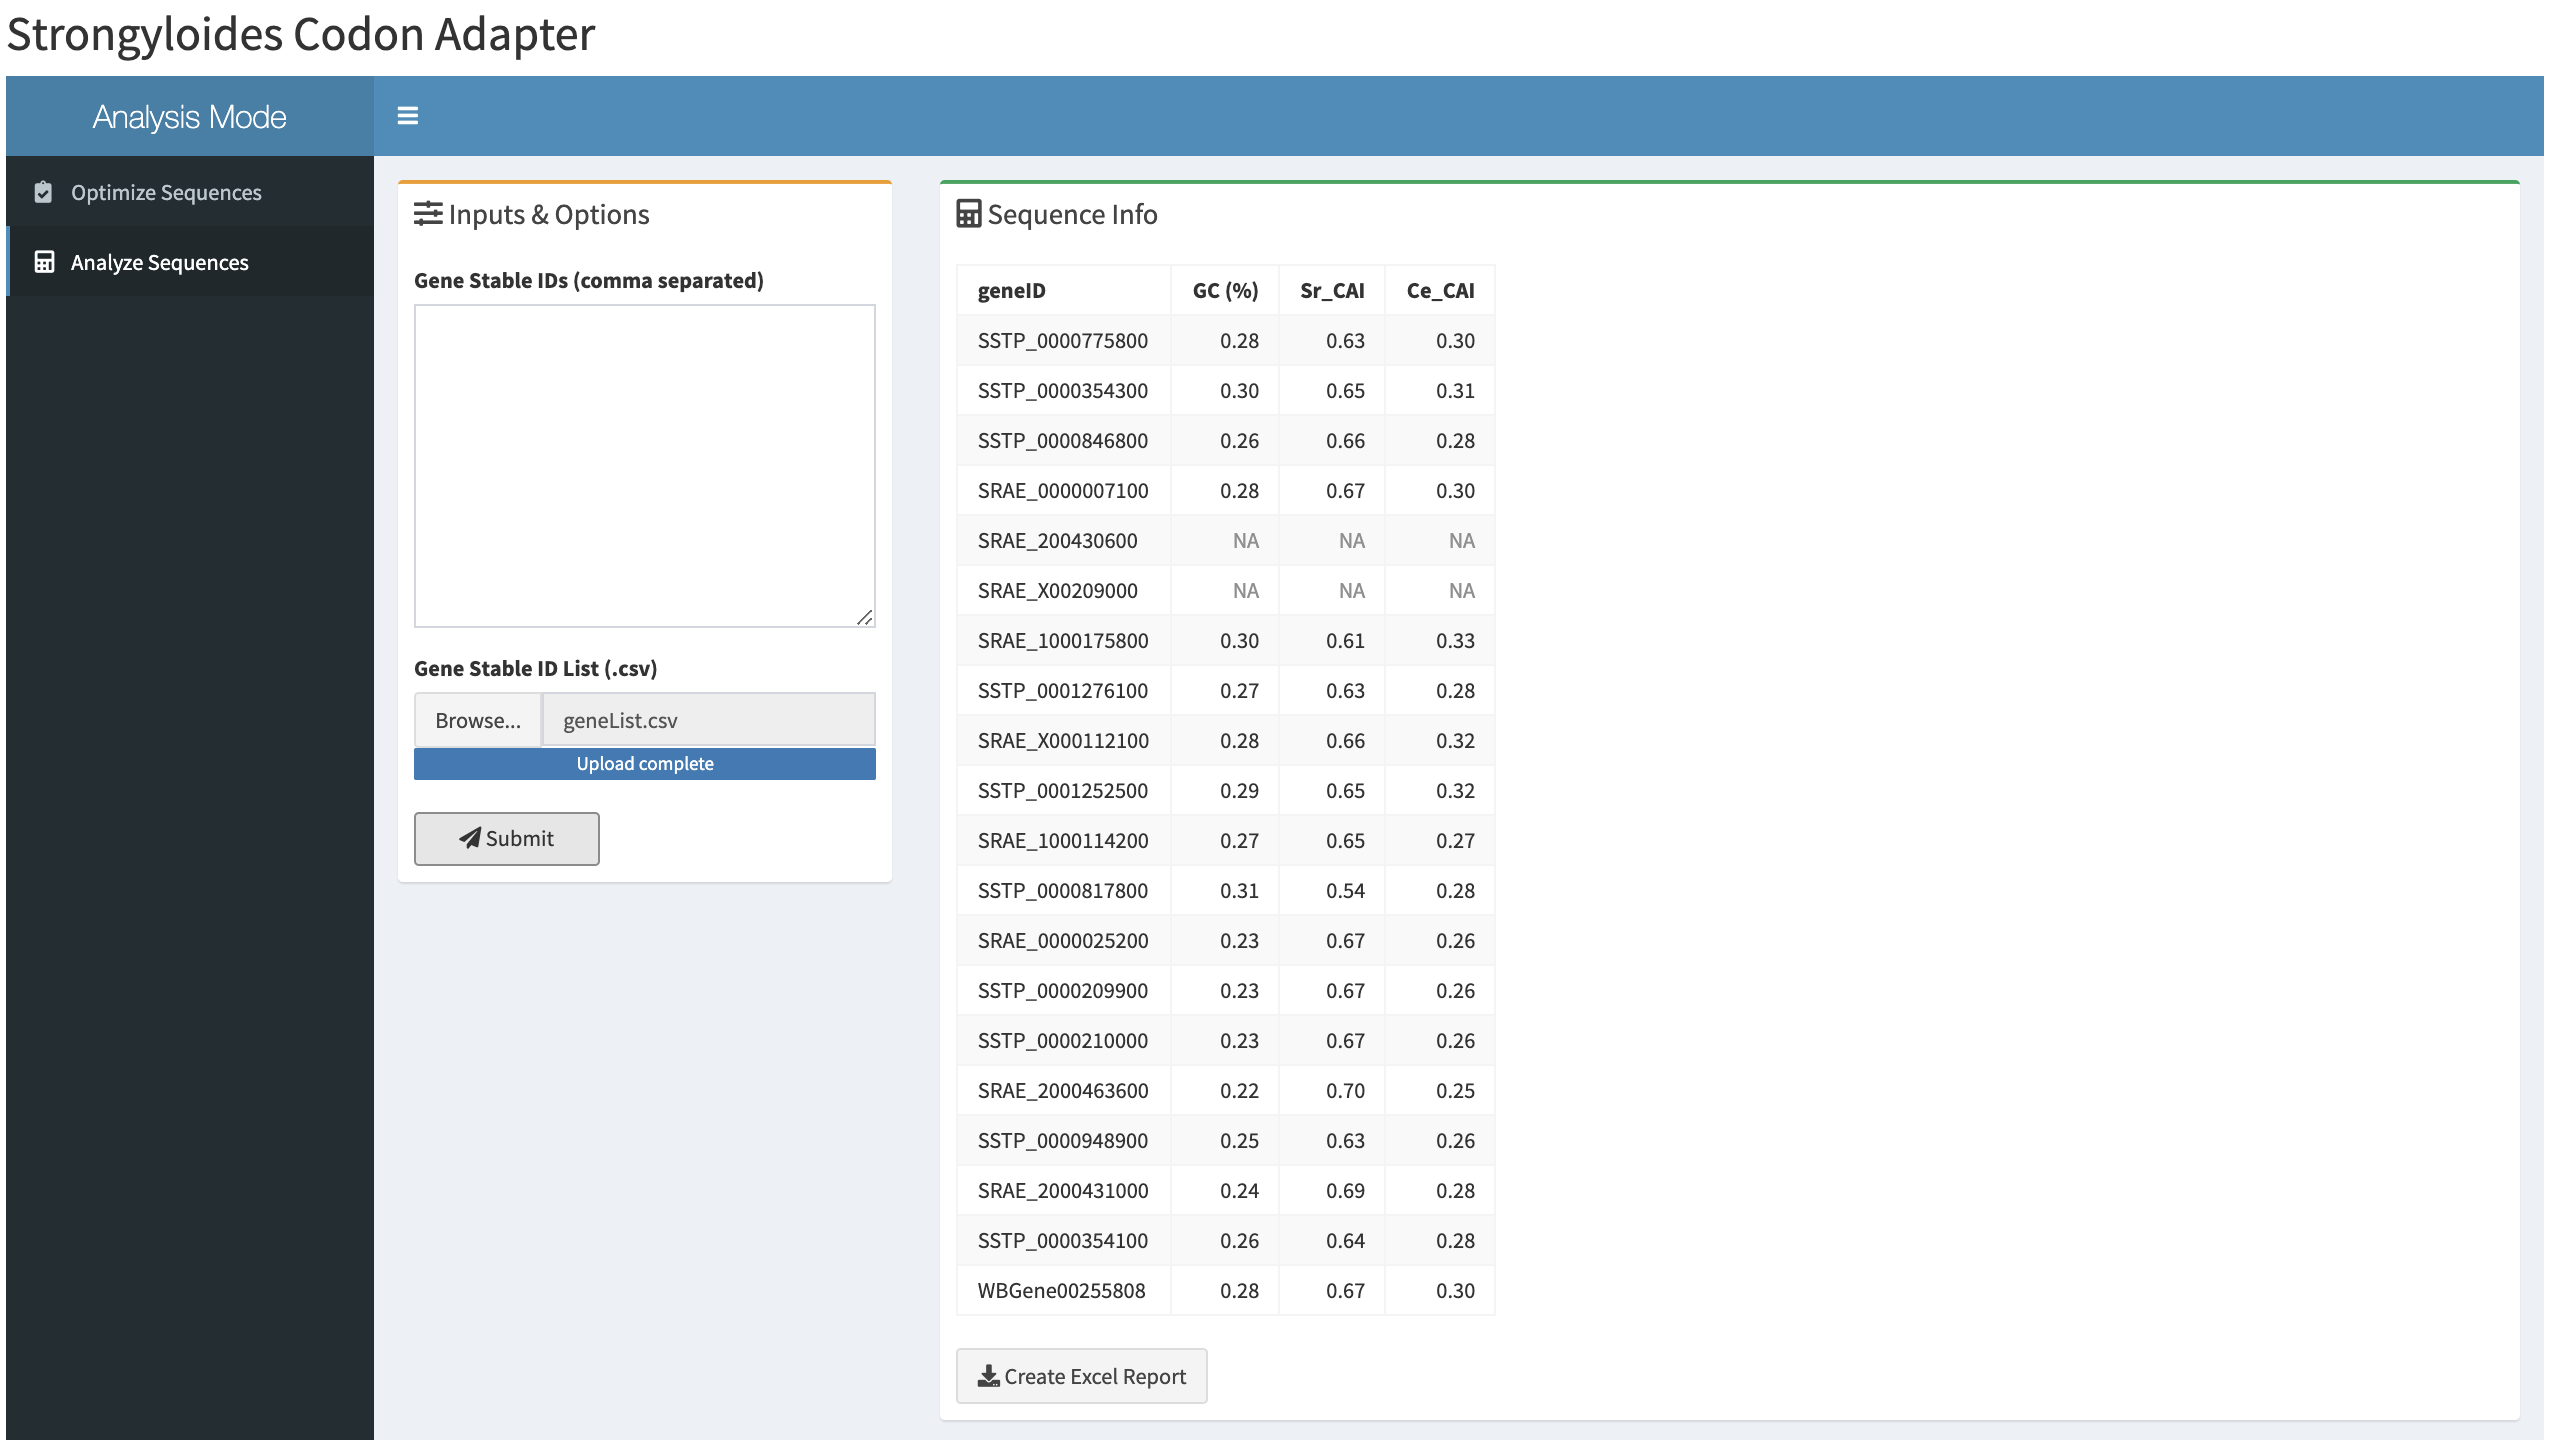 Strongyloides Codon Adapter
Analysis Mode
Optimize Sequences
Analyze Sequences
Inputs & Options
Gene Stable IDs (comma separated)
Gene Stable ID List (.csv)
Browse... geneList.csv
Upload complete
Submit
Sequence Info
geneID GC (%) Sr_CAI Ce_CAI
SSTP_0000775800 0.28 0.63 0.30
SSTP_0000354300 0.30 0.65 0.31
SSTP_0000846800 0.26 0.66 0.28
SRAE_0000007100 0.28 0.67 0.30
SRAE_200430600 NA NA NA
SRAE_X00209000 NA NA NA
SRAE_1000175800 0.30 0.61 0.33
SSTP_0001276100 0.27 0.63 0.28
SRAE_X000112100 0.28 0.66 0.32
SSTP_0001252500 0.29 0.65 0.32
SRAE_1000114200 0.27 0.65 0.27
SSTP_0000817800 0.31 0.54 0.28
SRAE_0000025200 0.23 0.67 0.26
SSTP_0000209900 0.23 0.67 0.26
SSTP_0000210000 0.23 0.67 0.26
SRAE_2000463600 0.22 0.70 0.25
SSTP_0000948900 0.25 0.63 0.26
SRAE_2000431000 0.24 0.69 0.28
SSTP_0000354100 0.26 0.64 0.28
WBGene00255808 0.28 0.67 0.30
Create Excel Report